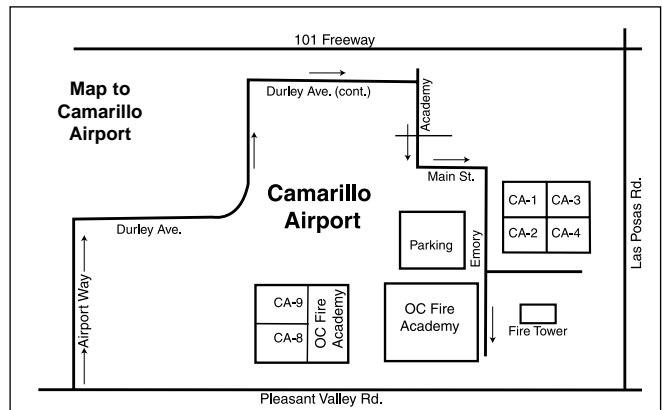 101 Freeway
Map to
Camarillo
Airport
Durley Ave. (cont.)
Academy
Main St.
Camarillo
Airport
CA-1
CA-3
CA-2
CA-4
Las Posas Rd.
Durley Ave.
Parking
Emory
Airport Way
CA-9
CA-8
OC Fire
Academy
OC Fire
Academy
Fire Tower
Pleasant Valley Rd.